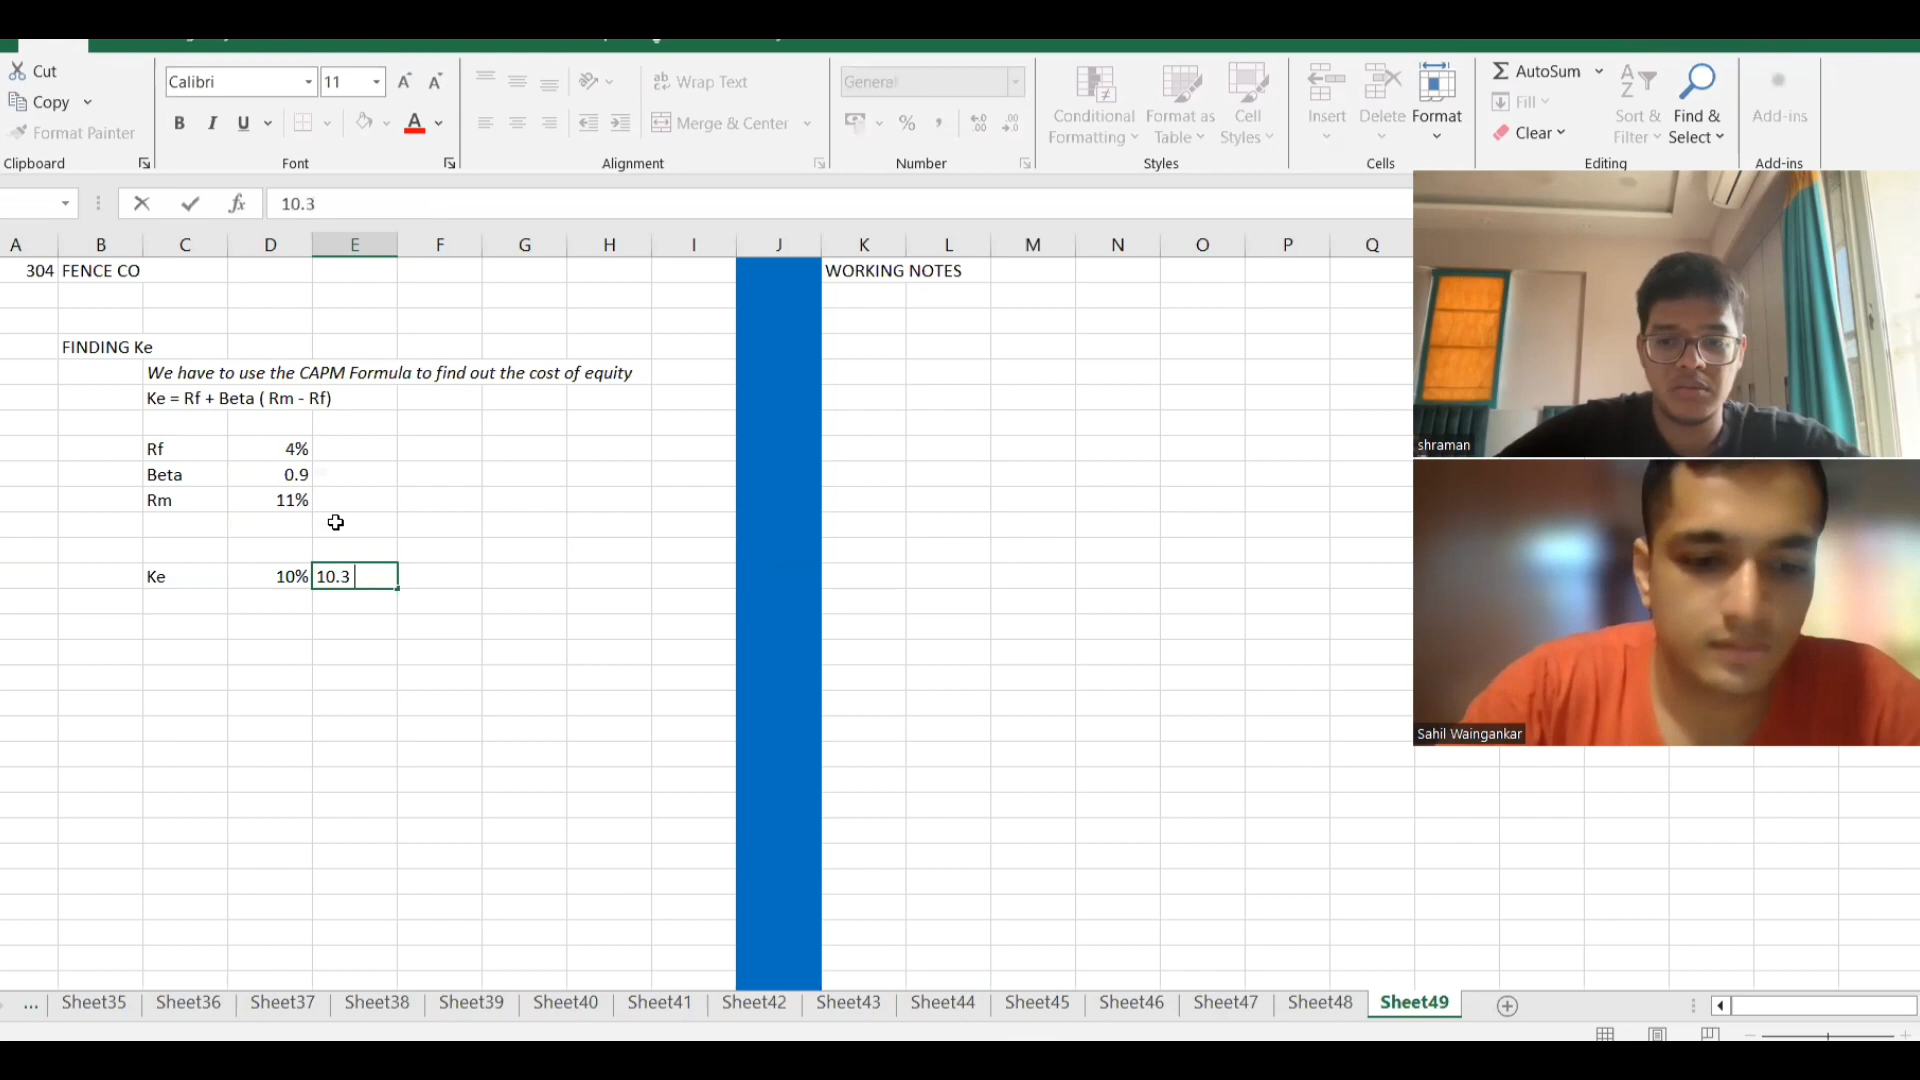 Cut
Copy
Format Painter
Clipboard
Calibri
11
A A
B I U A
Font
ab Wrap Text
Merge & Center
Alignment
General
% ,
Number
Conditional Formatting
Format as Table
Cell Styles
Styles
Insert
Delete
Format
Cells
AutoSum
Fill
Clear
Sort & Filter
Find & Select
Editing
Add-ins
Add-ins
fx 10.3
A B C D E F G H I J K L M N O P Q
304 FENCE CO
WORKING NOTES
FINDING Ke
We have to use the CAPM Formula to find out the cost of equity
Ke = Rf + Beta ( Rm - Rf)
Rf 4%
Beta 0.9
Rm 11%
Ke 10% 10.3
shraman
Sahil Waingankar
... Sheet35 Sheet36 Sheet37 Sheet38 Sheet39 Sheet40 Sheet41 Sheet42 Sheet43 Sheet44 Sheet45 Sheet46 Sheet47 Sheet48 Sheet49